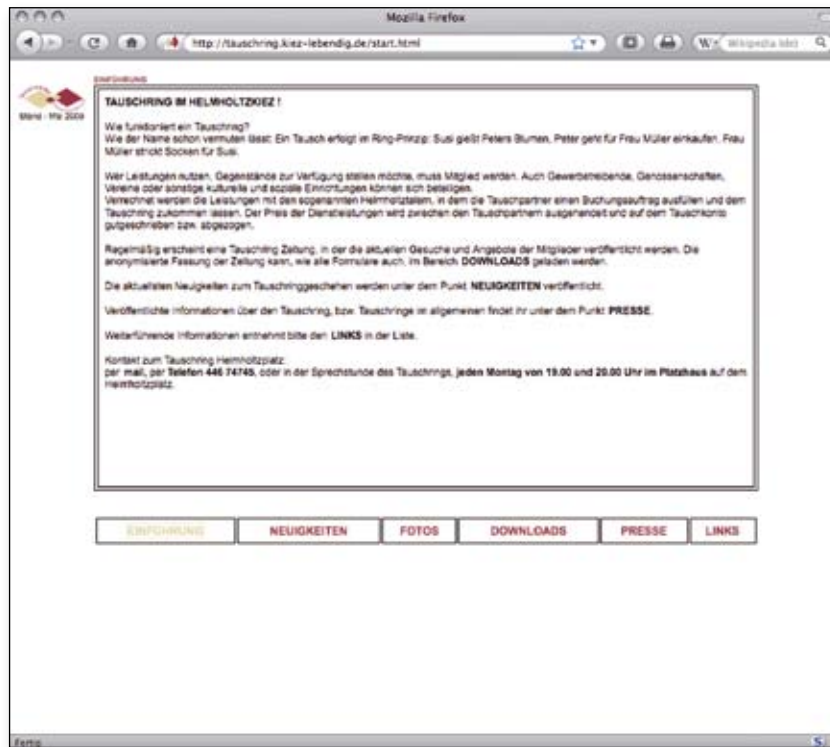 Mozilla Firefox
http://tauschring.kiez-lebendig.de/start.html
W
EINFÜHRUNG
TAUSCHRING IM HELMHOLTZKIEZ !
Wie funktioniert ein Tauschring?
Wie der Name schon vermuten lässt: Ein Tausch erfolgt im Ring-Prinzip: Susi gießt Peters Blumen, Peter geht für Frau Müller einkaufen, Frau
Müller strickt Socken für Susi.
Wer Leistungen nutzen, Gegenstände zur Verfügung stellen möchte, muss Mitglied werden. Auch Gewerbetreibende, Genossenschaften,
Vereine oder sonstige kulturelle und soziale Einrichtungen können sich beteiligen.
Verrechnet werden die Leistungen mit den sogenannten Helmholtztalern, in dem die Tauschpartner einen Buchungsauftrag ausfüllen und dem
Tauschring zukommen lassen. Der Preis der Dienstleistungen wird zwischen den Tauschpartnern ausgehandelt und auf dem Tauschkonto
gutgeschrieben bzw. abgezogen.
Regelmäßig erscheint eine Tauschring Zeitung, in der die aktuellen Gesuche und Angebote der Mitglieder veröffentlicht werden. Die
anonymisierte Fassung der Zeitung kann, wie alle Formulare auch, im Bereich DOWNLOADS geladen werden.
Die aktuellsten Neuigkeiten zum Tauschringgeschehen werden unter dem Punkt NEUIGKEITEN veröffentlicht.
Veröffentlichte Informationen über den Tauschring, bzw. Tauschringe im allgemeinen findet ihr unter dem Punkt PRESSE.
Weiterführende Informationen entnehmt bitte den LINKS in der Liste.
Kontakt zum Tauschring Helmholtzplatz:
per mail, per Telefon 446 74745, oder in der Sprechstunde des Tauschrings, jeden Montag von 19.00 und 20.00 Uhr im Platzhaus auf dem
Helmholtzplatz.
EINFÜHRUNG NEUIGKEITEN FOTOS DOWNLOADS PRESSE LINKS
Fertig